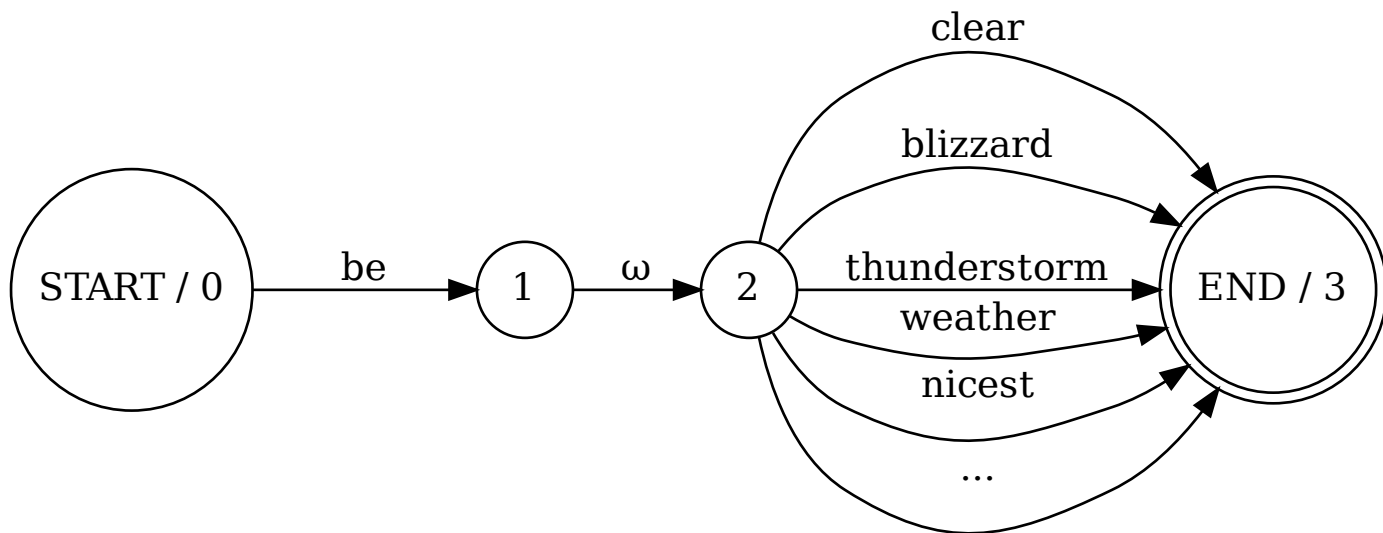 clear
blizzard
START / 0 be 1 ω 2 thunderstorm END / 3
weather
nicest
...